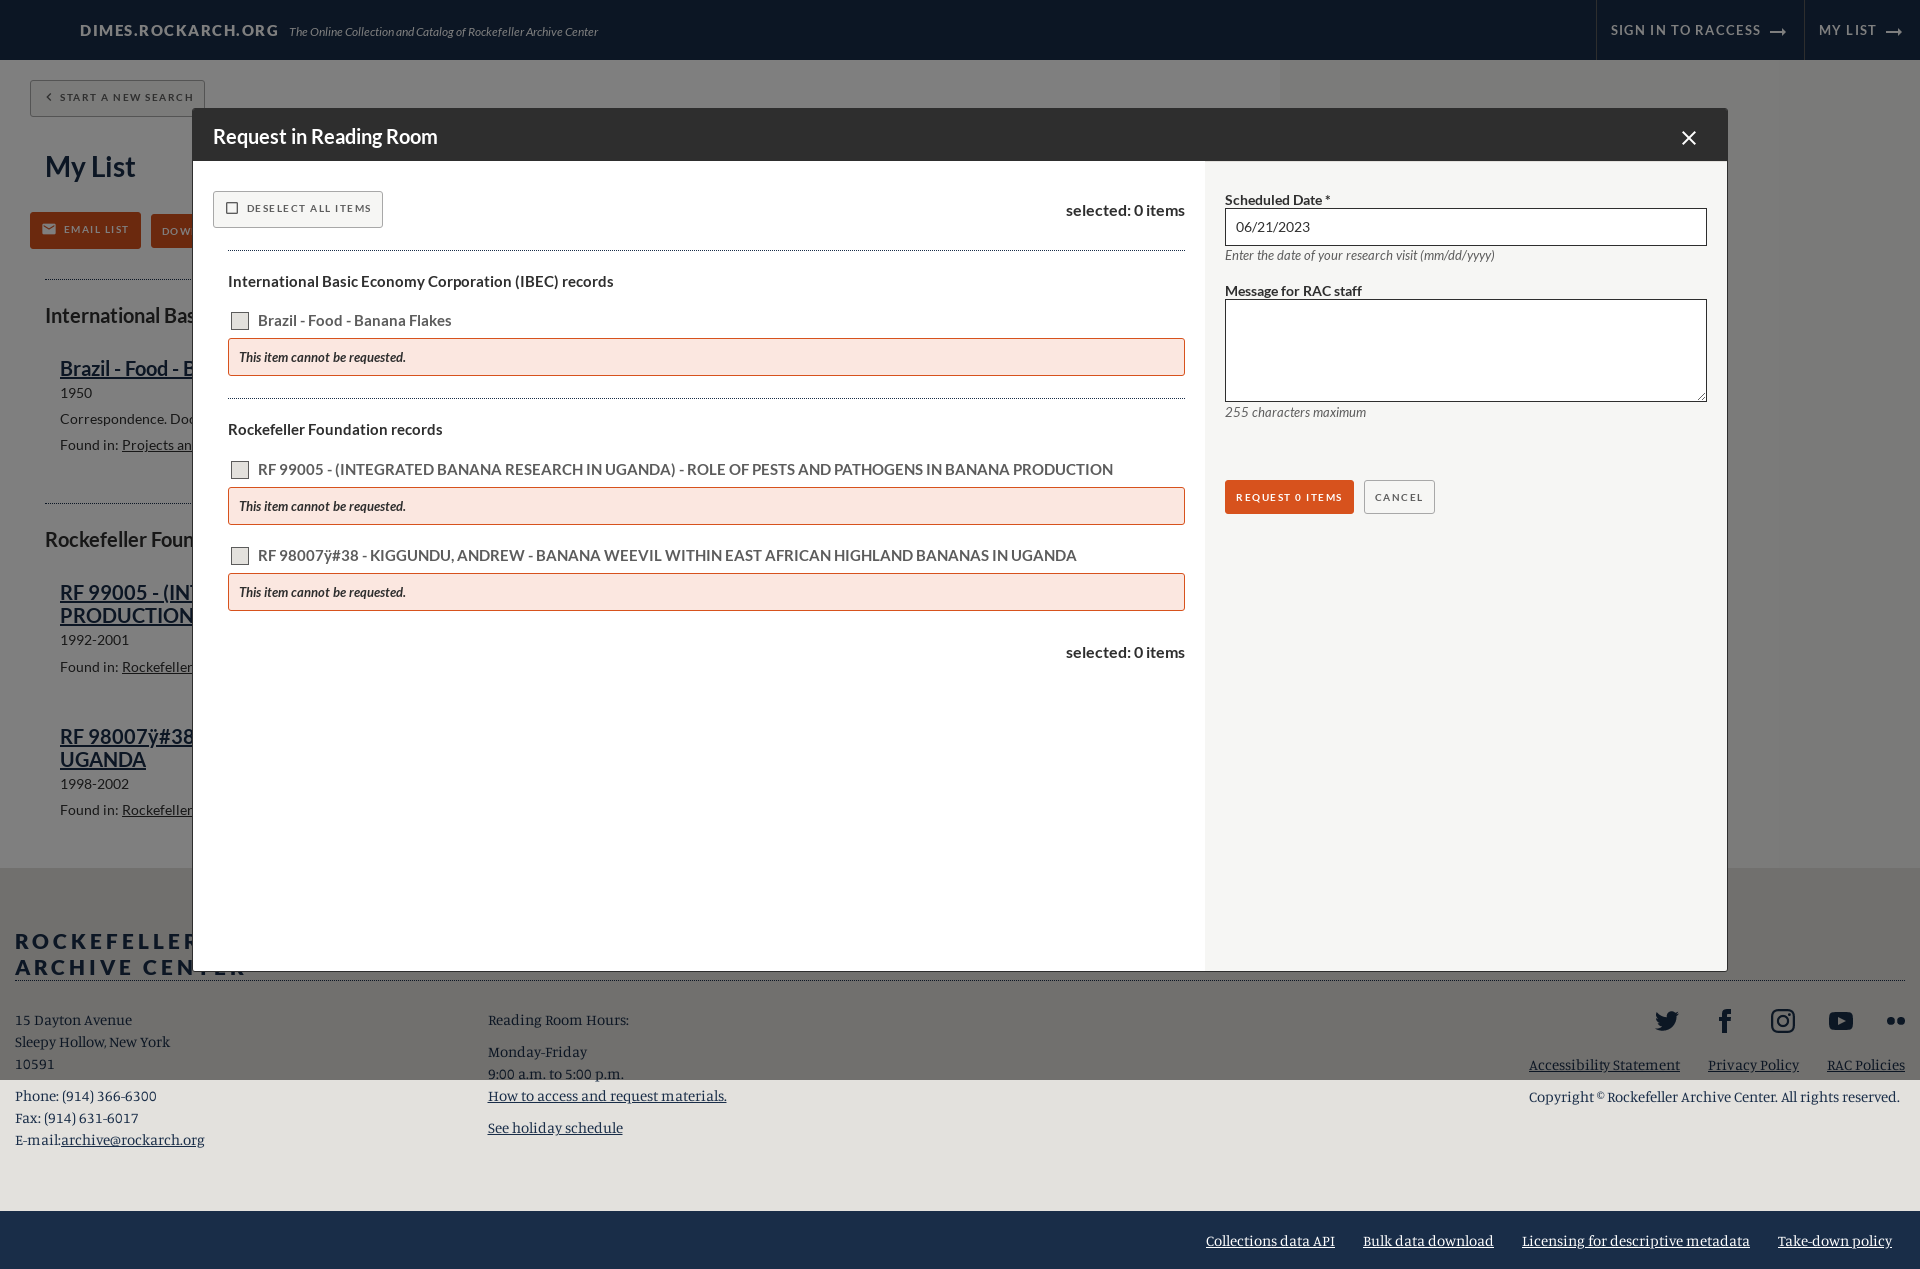 DIMES.ROCKARCH.ORG The Online Collection and Catalog of Rockefeller Archive Center
SIGN IN TO RACCESS
MY LIST
START A NEW SEARCH
My List
EMAIL LIST
International
Brazil - Food -
1950
Correspondence.
Found in: Projects
Rockefeller
RF 99005 -
PRODUCTION
1992-2001
Found in: Rockefeller
RF 98007ÿ#38
UGANDA
1998-2002
Found in: Rockefeller
Request in Reading Room
DESELECT ALL ITEMS
selected: 0 items
International Basic Economy Corporation (IBEC) records
Brazil - Food - Banana Flakes
This item cannot be requested.
Rockefeller Foundation records
RF 99005 - (INTEGRATED BANANA RESEARCH IN UGANDA) - ROLE OF PESTS AND PATHOGENS IN BANANA PRODUCTION
This item cannot be requested.
RF 98007ÿ#38 - KIGGUNDU, ANDREW - BANANA WEEVIL WITHIN EAST AFRICAN HIGHLAND BANANAS IN UGANDA
This item cannot be requested.
selected: 0 items
Scheduled Date *
06/21/2023
Enter the date of your research visit (mm/dd/yyyy)
Message for RAC staff
255 characters maximum
REQUEST 0 ITEMS
CANCEL
ROCKEFELLER
ARCHIVE CENTER
15 Dayton Avenue
Sleepy Hollow, New York
10591
Phone: (914) 366-6300
Fax: (914) 631-6017
E-mail:archive@rockarch.org
Reading Room Hours:
Monday-Friday
9:00 a.m. to 5:00 p.m.
How to access and request materials.
See holiday schedule
Accessibility Statement
Privacy Policy
RAC Policies
Copyright © Rockefeller Archive Center. All rights reserved.
Collections data API
Bulk data download
Licensing for descriptive metadata
Take-down policy